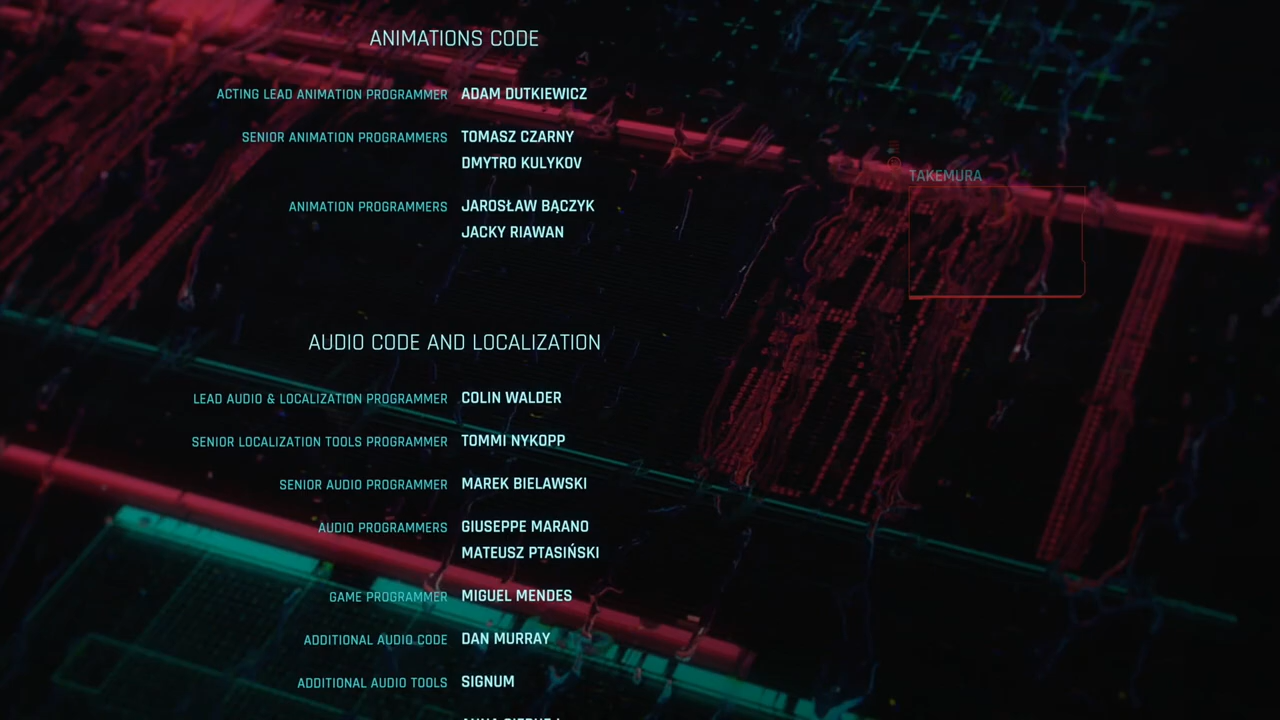 ANIMATIONS CODE
ACTING LEAD ANIMATION PROGRAMMER ADAM DUTKIEWICZ
SENIOR ANIMATION PROGRAMMERS TOMASZ CZARNY
DMYTRO KULYKOV
TAKEMURA
ANIMATION PROGRAMMERS JAROSŁAW BĄCZYK
JACKY RIAWAN
AUDIO CODE AND LOCALIZATION
LEAD AUDIO & LOCALIZATION PROGRAMMER COLIN WALDER
SENIOR LOCALIZATION TOOLS PROGRAMMER TOMMI NYKOPP
SENIOR AUDIO PROGRAMMER MAREK BIELAWSKI
AUDIO PROGRAMMERS GIUSEPPE MARANO
MATEUSZ PTASIŃSKI
GAME PROGRAMMER MIGUEL MENDES
ADDITIONAL AUDIO CODE DAN MURRAY
ADDITIONAL AUDIO TOOLS SIGNUM